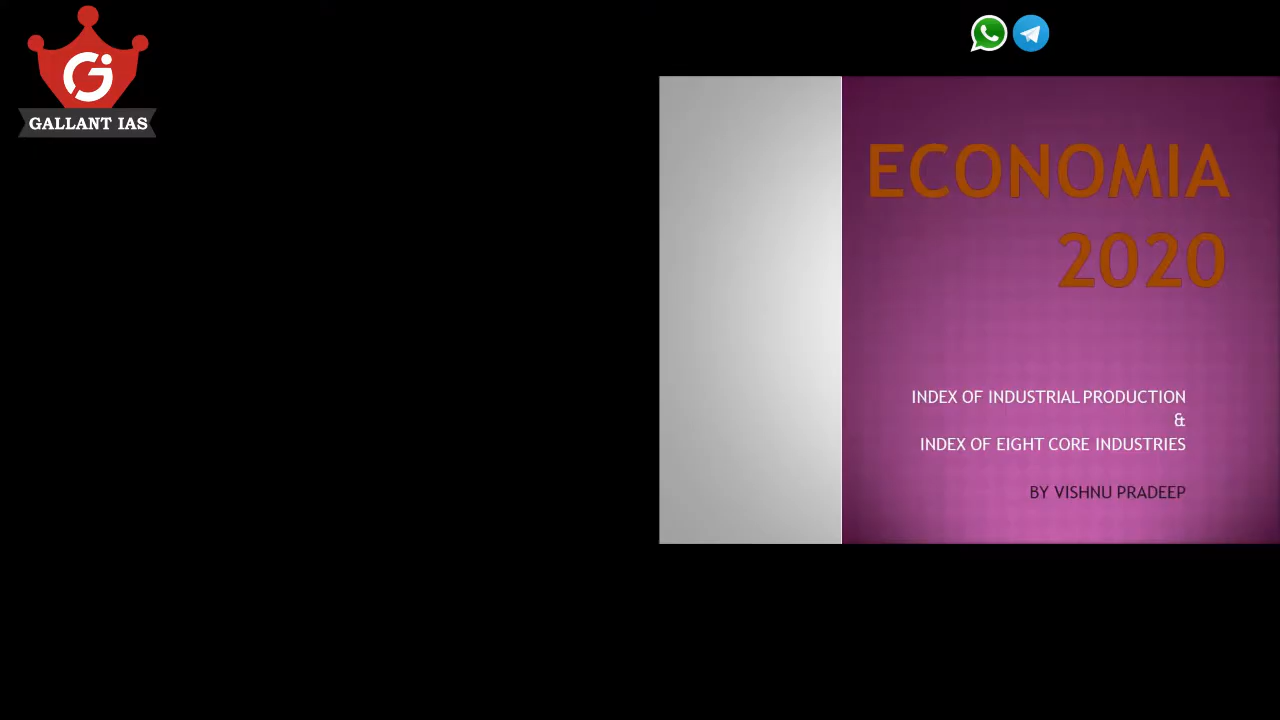 GALLANT IAS
ECONOMIA
2020
INDEX OF INDUSTRIAL PRODUCTION
&
INDEX OF EIGHT CORE INDUSTRIES
BY VISHNU PRADEEP